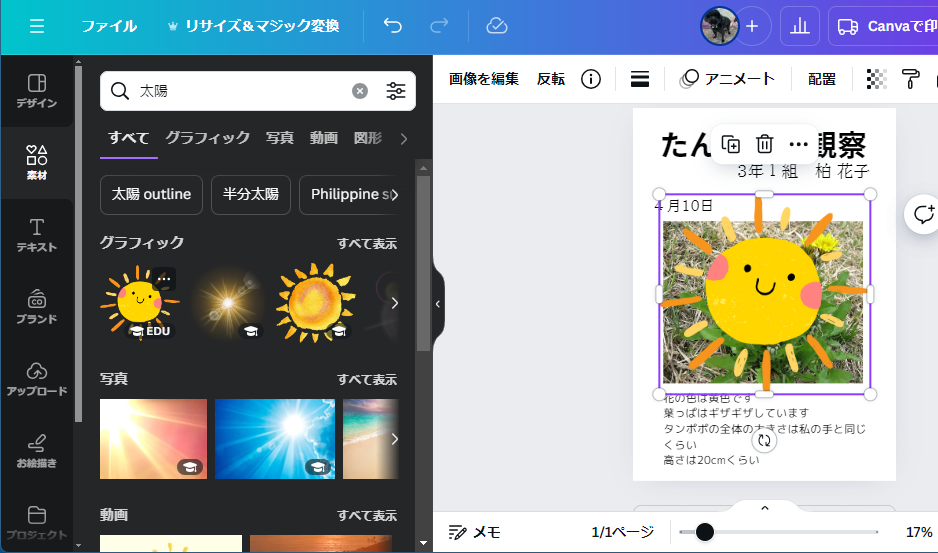 ファイル
リサイズ＆マジック変換
Canvaで印
デザイン
素材
テキスト
ブランド
アップロード
お絵描き
プロジェクト
太陽
すべて グラフィック 写真 動画 図形
太陽 outline 半分太陽 Philippine s
グラフィック すべて表示
EDU
写真 すべて表示
動画 すべて表示
画像を編集 反転 アニメート 配置
たん 観察
3年１組 柏 花子
４月10日
花の色は黄色です
葉っぱはギザギザしています
タンポポの全体の大きさは私の手と同じ
くらい
高さは20cmくらい
メモ 1/1ページ 17%